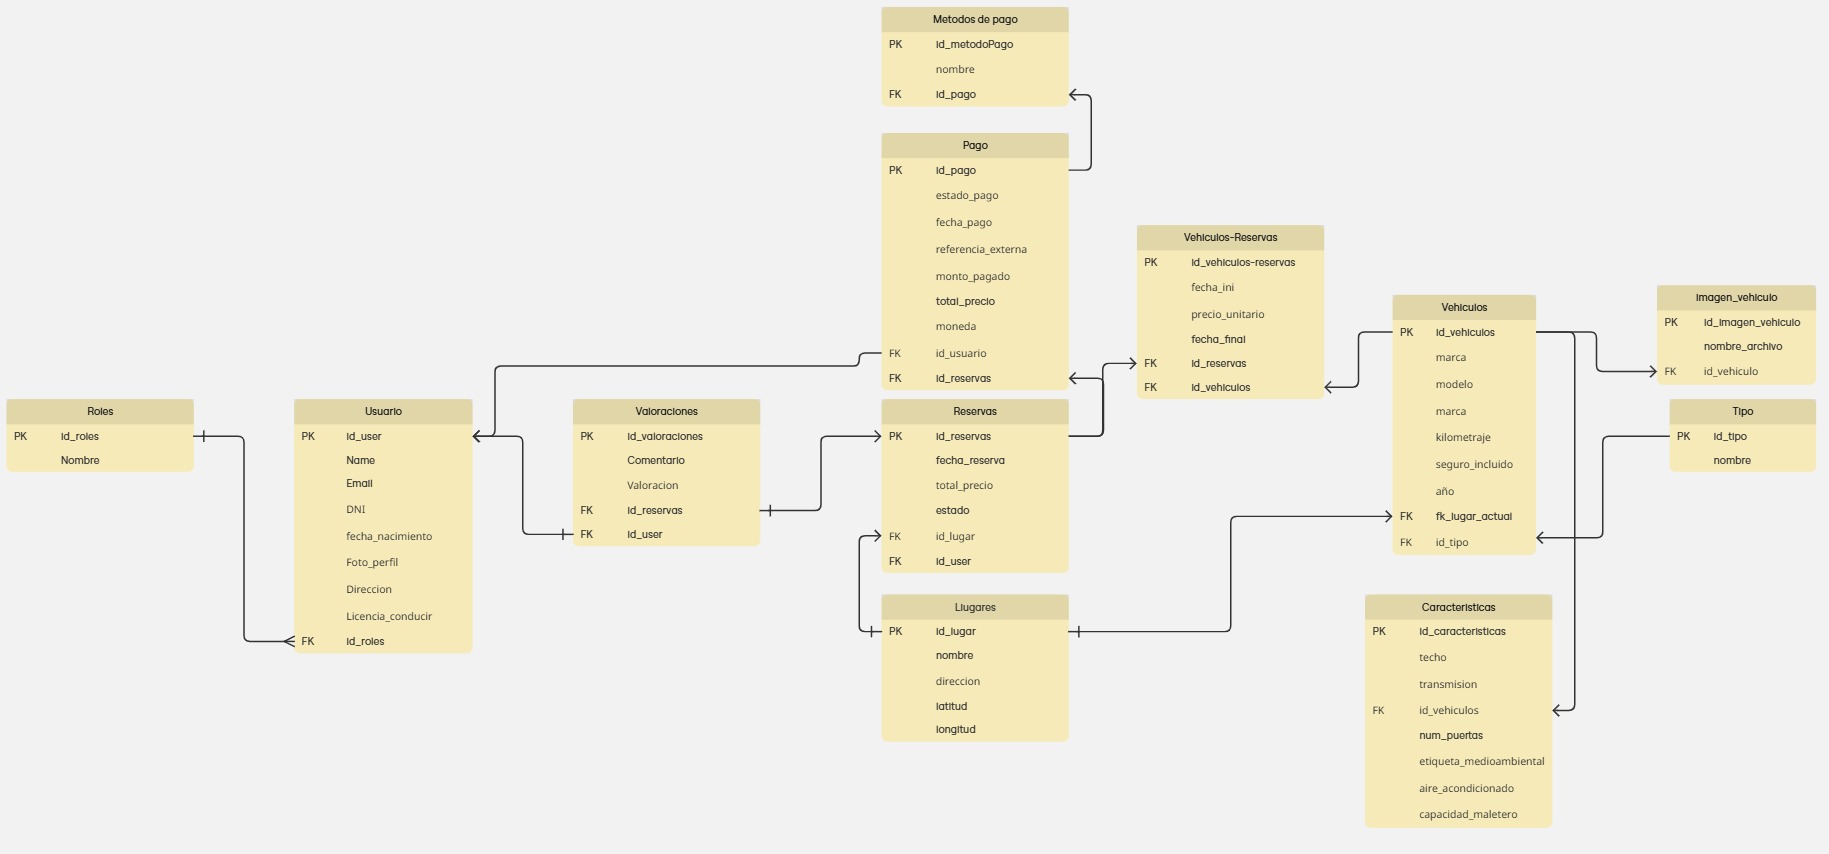 Metodos de pago
PK id_metodoPago
nombre
FK id_pago
Pago
PK id_pago
estado_pago
fecha_pago
referencia_externa
monto_pagado
total_precio
moneda
FK id_usuario
FK id_reservas
Vehiculos-Reservas
PK id_vehiculos-reservas
fecha_ini
precio_unitario
fecha_final
FK id_reservas
FK id_vehiculos
Vehiculos
PK id_vehiculos
marca
modelo
marca
kilometraje
seguro_incluido
año
FK fk_lugar_actual
FK id_tipo
imagen_vehiculo
PK id_imagen_vehiculo
nombre_archivo
FK id_vehiculo
Tipo
PK id_tipo
nombre
Roles
PK id_roles
Nombre
Usuario
PK id_user
Name
Email
DNI
fecha_nacimiento
Foto_perfil
Direccion
Licencia_conducir
FK id_roles
Valoraciones
PK id_valoraciones
Comentario
Valoracion
FK id_reservas
FK id_user
Reservas
PK id_reservas
fecha_reserva
total_precio
estado
FK id_lugar
FK id_user
Llugares
PK id_lugar
nombre
direccion
latitud
longitud
Caracteristicas
PK id_caracteristicas
techo
transmision
FK id_vehiculos
num_puertas
etiqueta_medioambiental
aire_acondicionado
capacidad_maletero